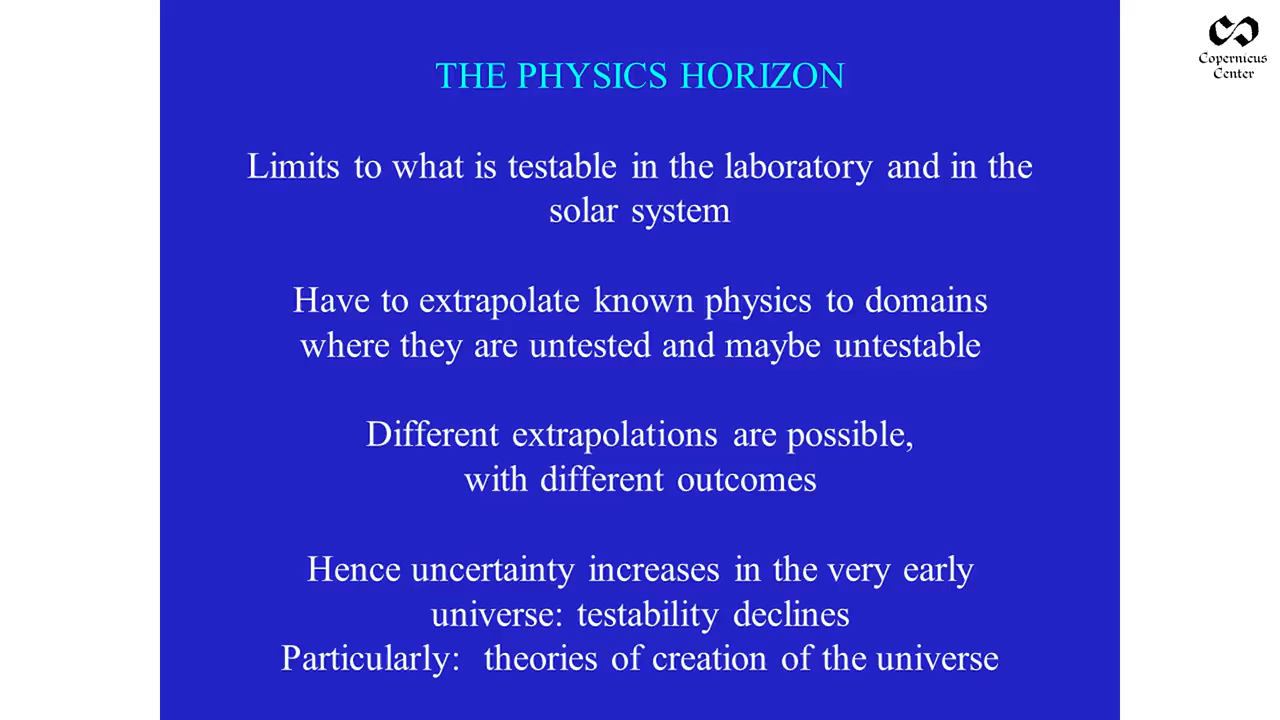 THE PHYSICS HORIZON
Limits to what is testable in the laboratory and in the
solar system
Have to extrapolate known physics to domains
where they are untested and maybe untestable
Different extrapolations are possible,
with different outcomes
Hence uncertainty increases in the very early
universe: testability declines
Particularly: theories of creation of the universe
Copernicus
Center